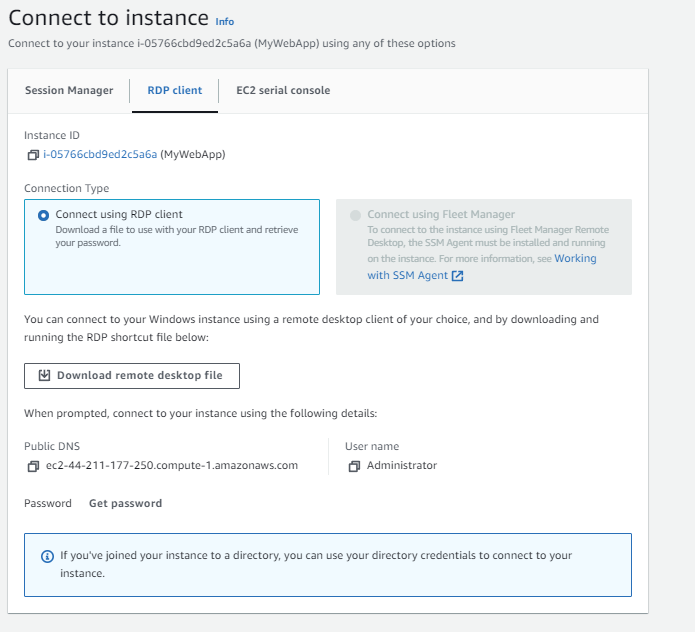 Connect to instance Info
Connect to your instance i-05766cbd9ed2c5a6a (MyWebApp) using any of these options
Session Manager
RDP client
EC2 serial console
Instance ID
i-05766cbd9ed2c5a6a (MyWebApp)
Connection Type
Connect using RDP client
Download a file to use with your RDP client and retrieve
your password.
Connect using Fleet Manager
To connect to the instance using Fleet Manager Remote
Desktop, the SSM Agent must be installed and running
on the instance. For more information, see Working
with SSM Agent
You can connect to your Windows instance using a remote desktop client of your choice, and by downloading and
running the RDP shortcut file below:
Download remote desktop file
When prompted, connect to your instance using the following details:
Public DNS
ec2-44-211-177-250.compute-1.amazonaws.com
User name
Administrator
Password Get password
If you've joined your instance to a directory, you can use your directory credentials to connect to your
instance.